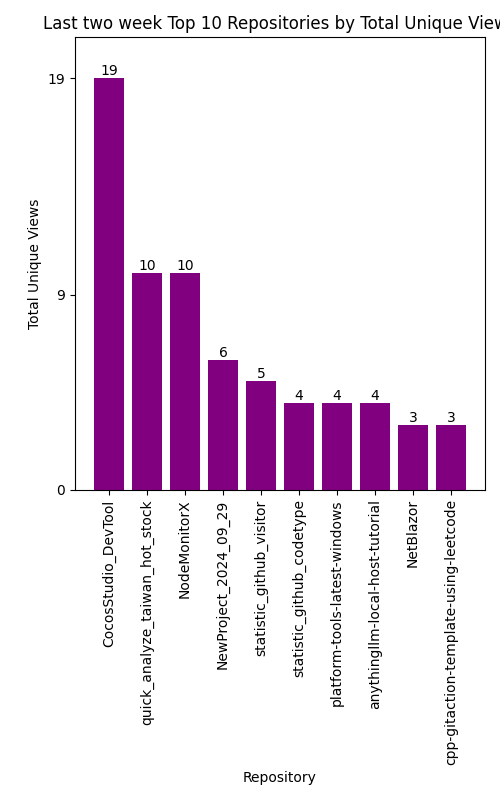 Last two week Top 10 Repositories by Total Unique View
19
10
10
6
5
4
4
4
3
3
19
9
0
Total Unique Views
CocosStudio_DevTool
quick_analyze_taiwan_hot_stock
NodeMonitorX
NewProject_2024_09_29
statistic_github_visitor
statistic_github_codetype
platform-tools-latest-windows
anythingllm-local-host-tutorial
NetBlazor
cpp-gitaction-template-using-leetcode
Repository